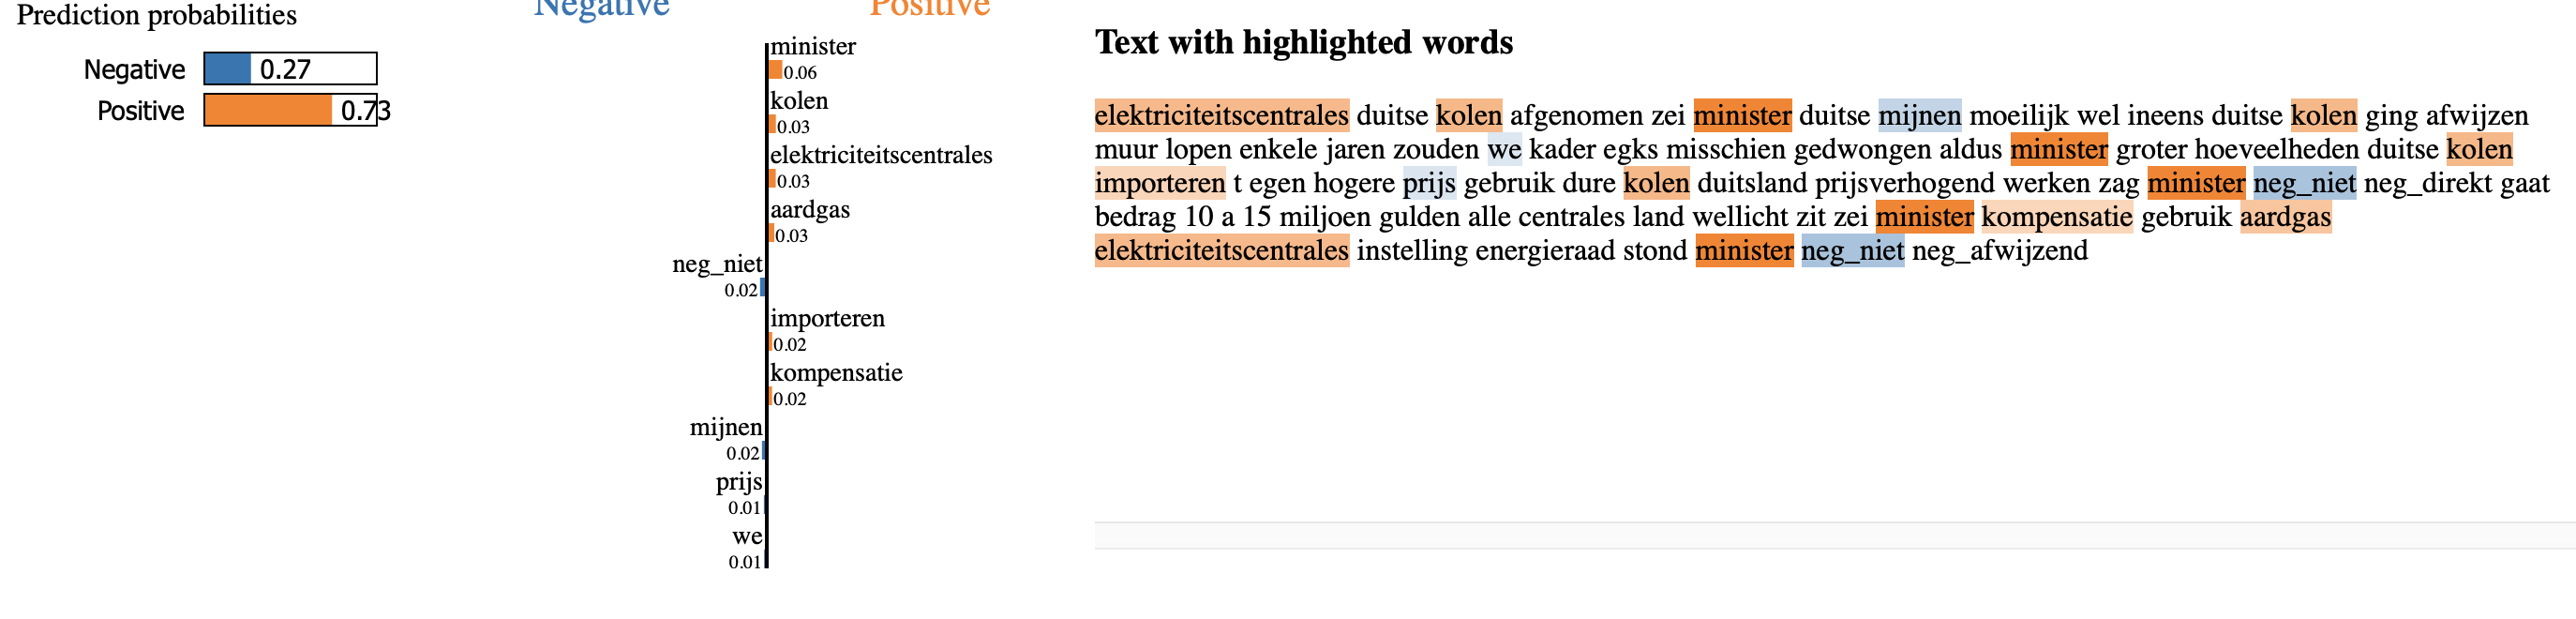 Prediction probabilities
Negative 0.27
Positive 0.73
Negative Positive
minister
0.06
kolen
0.03
elektriciteitscentrales
0.03
aardgas
0.03
neg_niet
0.02
importeren
0.02
kompensatie
0.02
mijnen
0.02
prijs
0.01
we
0.01
Text with highlighted words
elektriciteitscentrales duitse kolen afgenomen zei minister duitse mijnen moeilijk wel ineens duitse kolen ging afwijzen
muur lopen enkele jaren zouden we kader egks misschien gedwongen aldus minister groter hoeveelheden duitse kolen
importeren t egen hogere prijs gebruik dure kolen duitsland prijsverhogend werken zag minister neg_niet neg_direkt gaat
bedrag 10 a 15 miljoen gulden alle centrales land wellicht zit zei minister kompensatie gebruik aardgas
elektriciteitscentrales instelling energieraad stond minister neg_niet neg_afwijzend